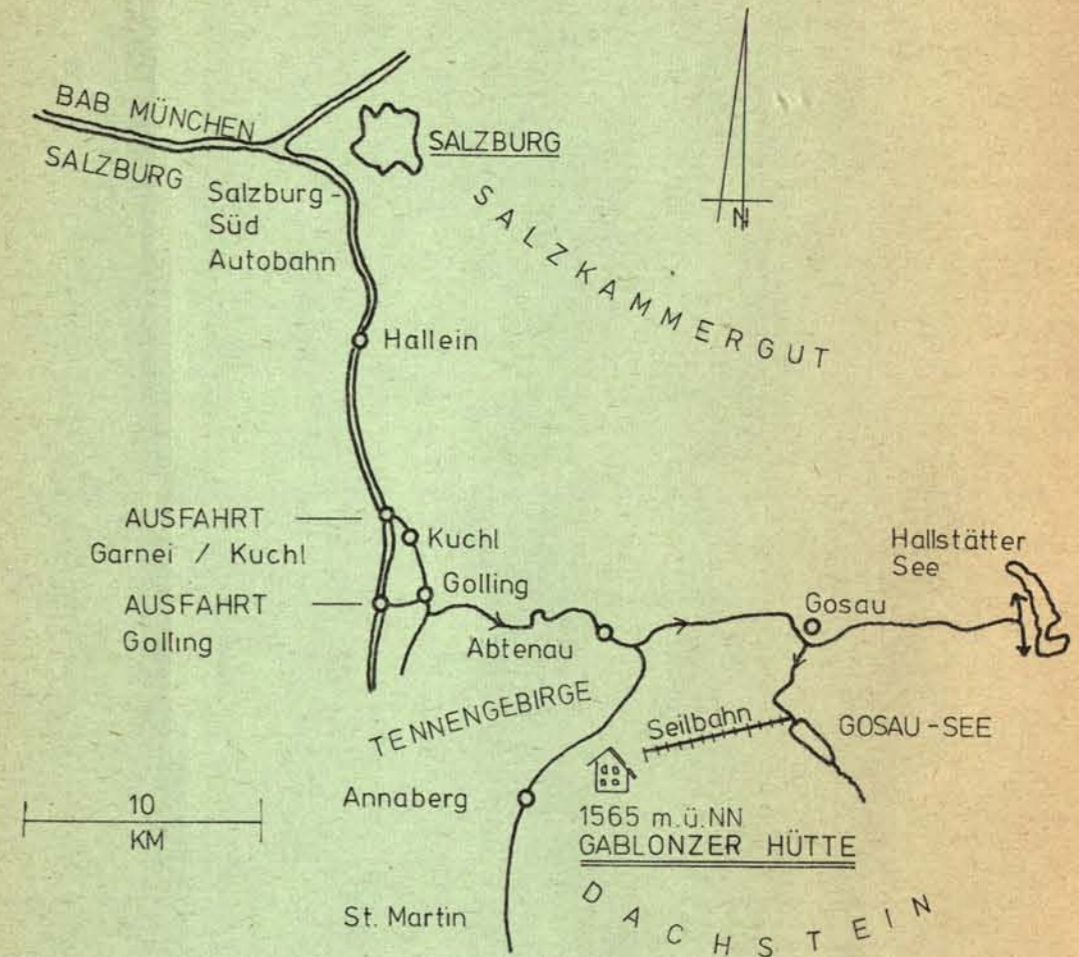 BAB MÜNCHEN
SALZBURG
SALZBURG
Salzburg-
Süd
Autobahn
SALZKAMMERGUT
N
Hallein
AUSFAHRT
Garnei / Kuchl
Kuchl
Hallstätter
See
Golling
AUSFAHRT
Golling
Gosau
Abtenau
TENNENGEBIRGE
Seilbahn
GOSAU-SEE
Annaberg
10
KM
1565 m.ü.NN
GABLONZER HÜTTE
St. Martin
DACHSTEIN